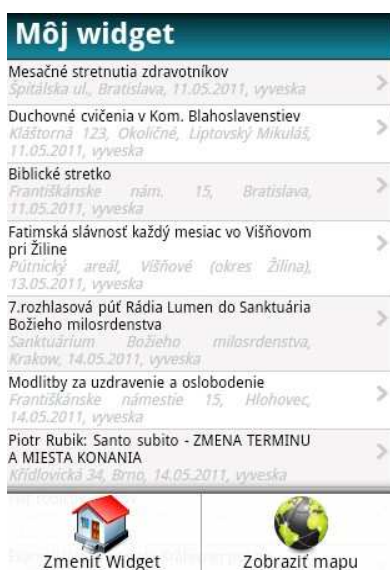 Môj widget
Mesačné stretnutia zdravotníkov
Špitálska ul., Bratislava, 11.05.2011, vyveska
Duchovné cvičenia v Kom. Blahoslavenstiev
Kláštorná 123, Okoličné, Liptovský Mikuláš,
11.05.2011, vyveska
Biblické stretko
Františkánske nám. 15, Bratislava,
11.05.2011, vyveska
Fatimská slávnosť každý mesiac vo Višňovom
pri Žiline
Pútnický areál, Višňové (okres Žilina),
13.05.2011, vyveska
7.rozhlasová púť Rádia Lumen do Sanktuária
Božieho milosrdenstva
Sanktuárium Božieho milosrdenstva,
Krakow, 14.05.2011, vyveska
Modlitby za uzdravenie a oslobodenie
Františkánske námestie 15, Hlohovec,
14.05.2011, vyveska
Piotr Rubik: Santo subito - ZMENA TERMINU
A MIESTA KONANIA
Křídlovická 34, Brno, 14.05.2011, vyveska
Zmeniť Widget
Zobraziť mapu